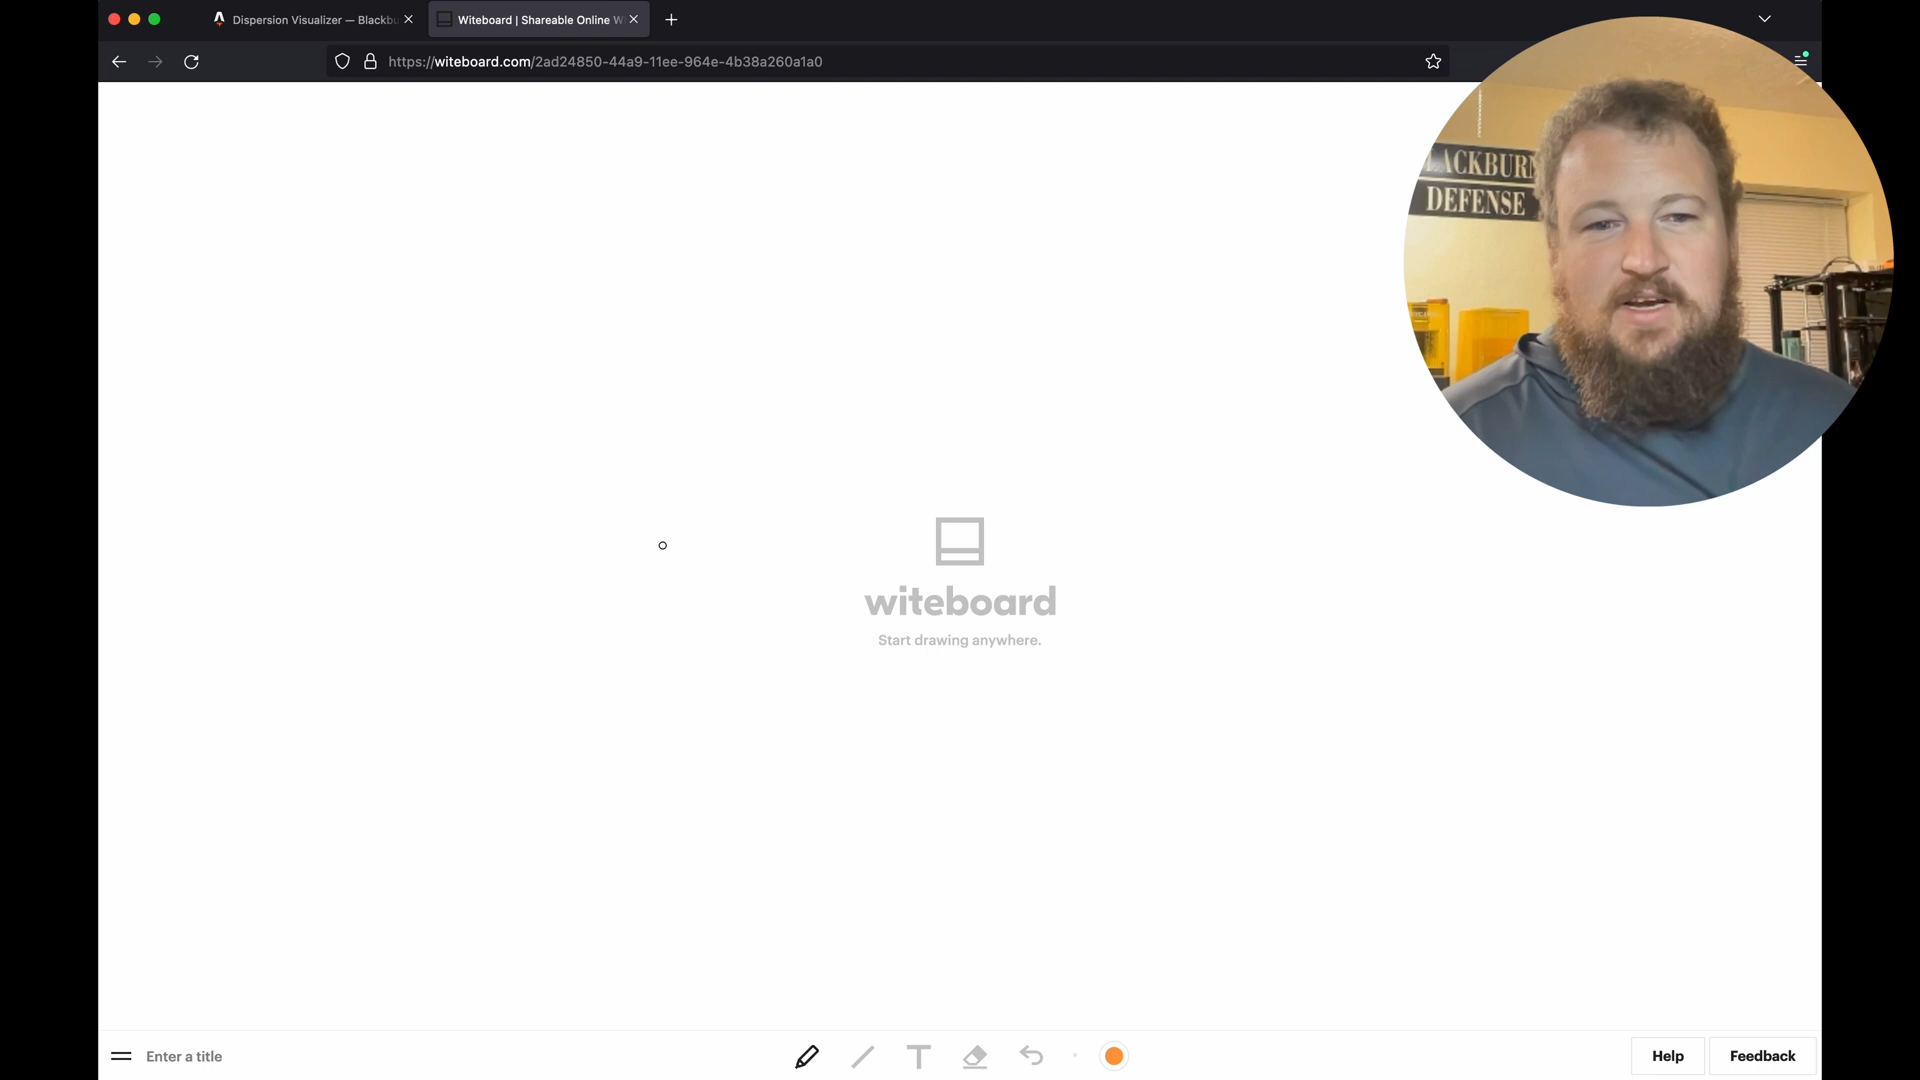 Dispersion Visualizer — Blackbu
Witeboard | Shareable Online W
https://witeboard.com/2ad24850-44a9-11ee-964e-4b38a260a1a0
LACKBURN
DEFENSE
witeboard
Start drawing anywhere.
Enter a title
Help
Feedback